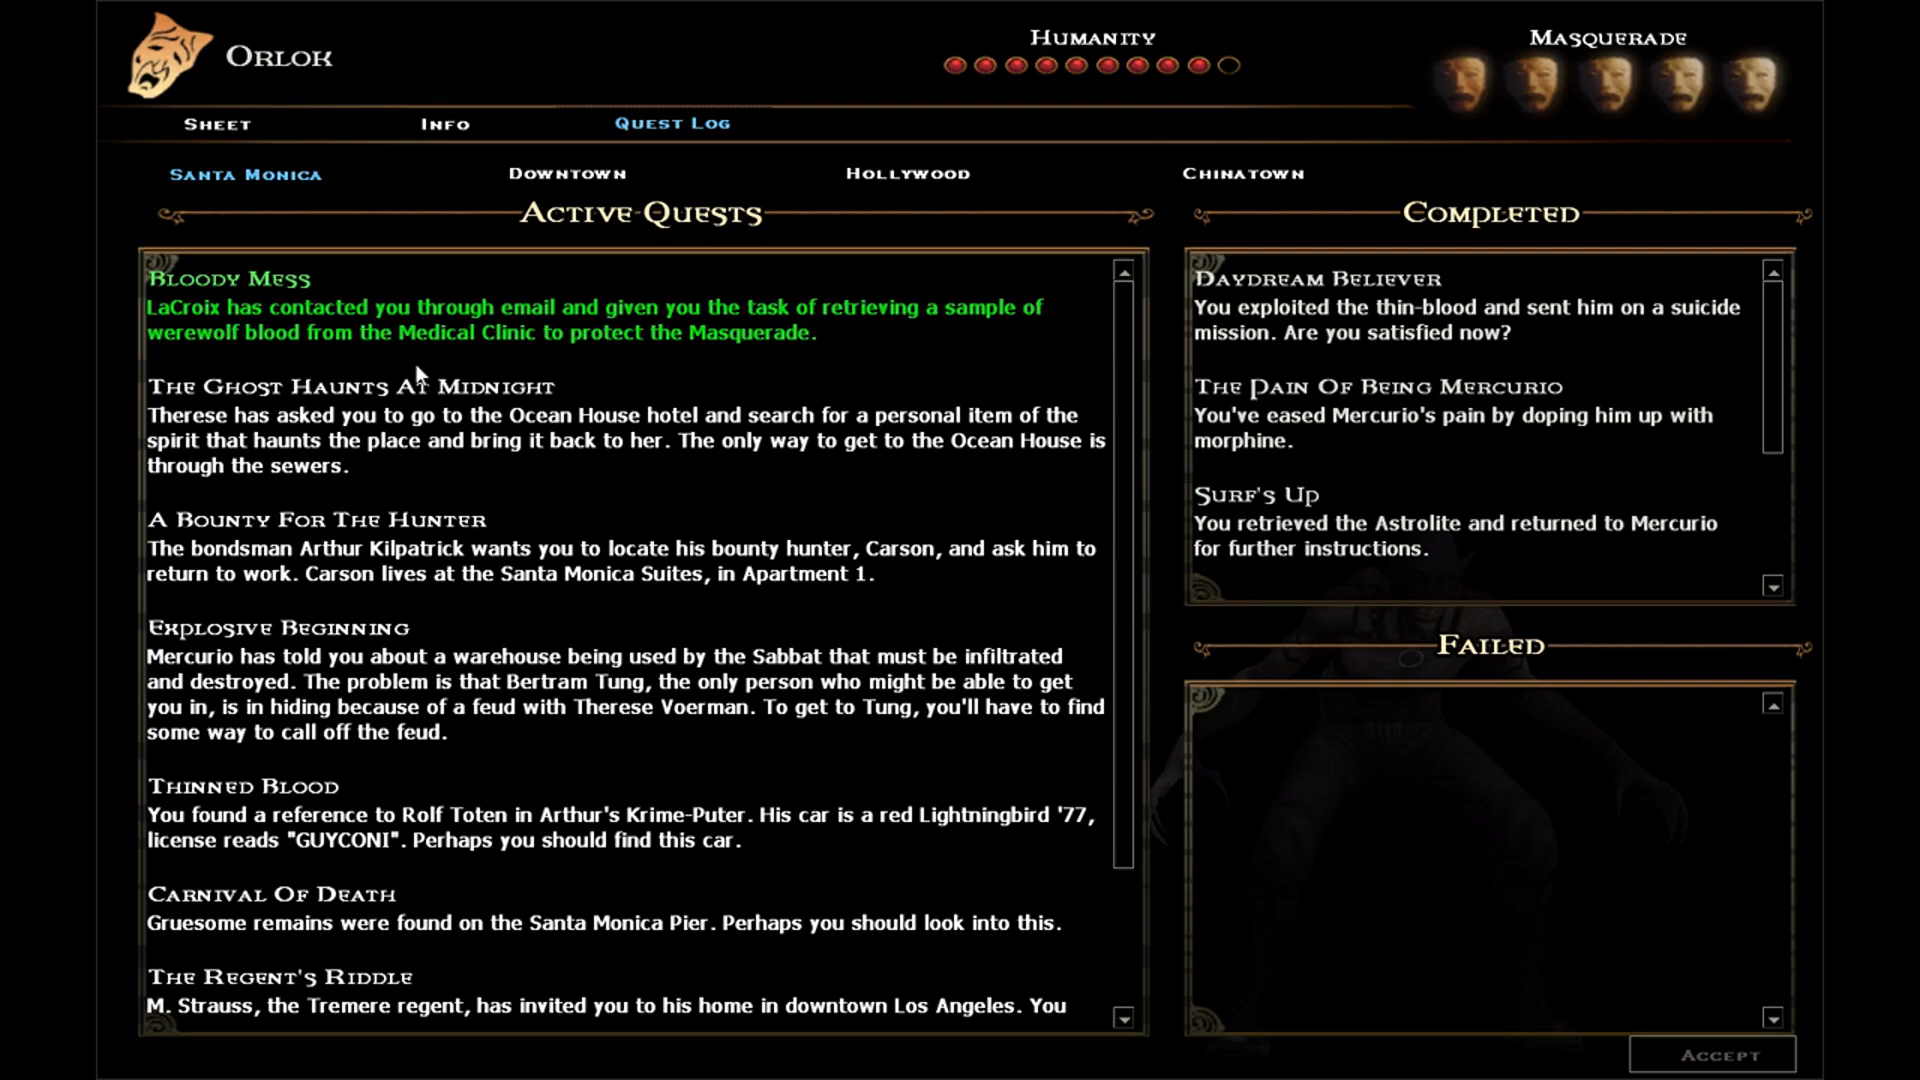 Orlok
Humanity
Masquerade
Sheet
Info
Quest Log
Santa Monica
Downtown
Hollywood
Chinatown
Active Quests
Bloody Mess
LaCroix has contacted you through email and given you the task of retrieving a sample of
werewolf blood from the Medical Clinic to protect the Masquerade.
The Ghost Haunts At Midnight
Therese has asked you to go to the Ocean House hotel and search for a personal item of the
spirit that haunts the place and bring it back to her. The only way to get to the Ocean House is
through the sewers.
A Bounty For The Hunter
The bondsman Arthur Kilpatrick wants you to locate his bounty hunter, Carson, and ask him to
return to work. Carson lives at the Santa Monica Suites, in Apartment 1.
Explosive Beginning
Mercurio has told you about a warehouse being used by the Sabbat that must be infiltrated
and destroyed. The problem is that Bertram Tung, the only person who might be able to get
you in, is in hiding because of a feud with Therese Voerman. To get to Tung, you'll have to find
some way to call off the feud.
Thinned Blood
You found a reference to Rolf Toten in Arthur's Krime-Puter. His car is a red Lightningbird '77,
license reads "GUYCONI". Perhaps you should find this car.
Carnival Of Death
Gruesome remains were found on the Santa Monica Pier. Perhaps you should look into this.
The Regent's Riddle
M. Strauss, the Tremere regent, has invited you to his home in downtown Los Angeles. You
Completed
Daydream Believer
You exploited the thin-blood and sent him on a suicide
mission. Are you satisfied now?
The Pain Of Being Mercurio
You've eased Mercurio's pain by doping him up with
morphine.
Surf's Up
You retrieved the Astrolite and returned to Mercurio
for further instructions.
Failed
Accept